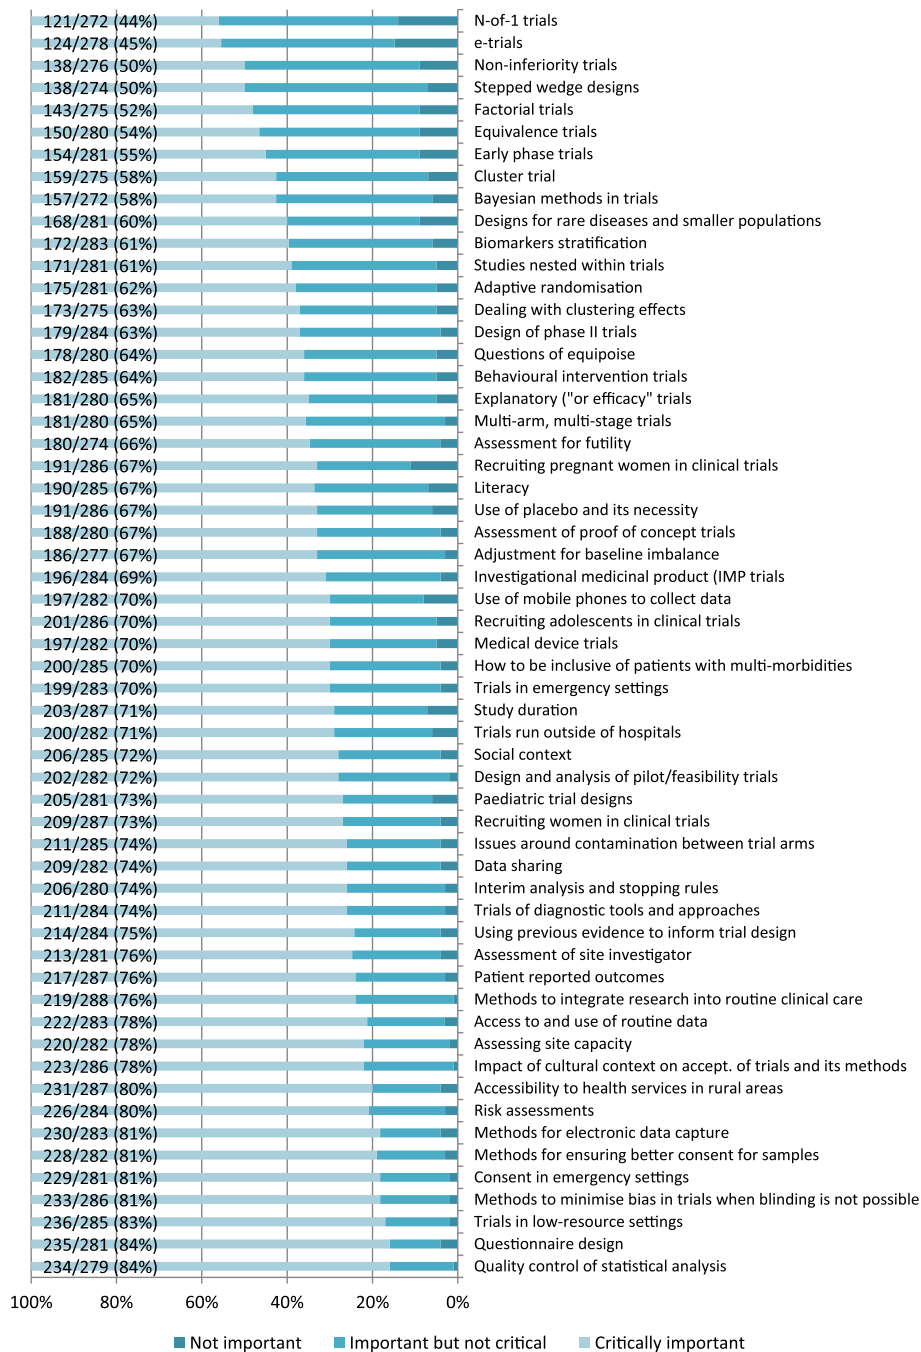 121/272 (44%) N-of-1 trials
124/278 (45%) e-trials
138/276 (50%) Non-inferiority trials
138/274 (50%) Stepped wedge designs
143/275 (52%) Factorial trials
150/280 (54%) Equivalence trials
154/281 (55%) Early phase trials
159/275 (58%) Cluster trial
157/272 (58%) Bayesian methods in trials
168/281 (60%) Designs for rare diseases and smaller populations
172/283 (61%) Biomarkers stratification
171/281 (61%) Studies nested within trials
175/281 (62%) Adaptive randomisation
173/275 (63%) Dealing with clustering effects
179/284 (63%) Design of phase II trials
178/280 (64%) Questions of equipoise
182/285 (64%) Behavioural intervention trials
181/280 (65%) Explanatory ("or efficacy" trials
181/280 (65%) Multi-arm, multi-stage trials
180/274 (66%) Assessment for futility
191/286 (67%) Recruiting pregnant women in clinical trials
190/285 (67%) Literacy
191/286 (67%) Use of placebo and its necessity
188/280 (67%) Assessment of proof of concept trials
186/277 (67%) Adjustment for baseline imbalance
196/284 (69%) Investigational medicinal product (IMP trials
197/282 (70%) Use of mobile phones to collect data
201/286 (70%) Recruiting adolescents in clinical trials
197/282 (70%) Medical device trials
200/285 (70%) How to be inclusive of patients with multi-morbidities
199/283 (70%) Trials in emergency settings
203/287 (71%) Study duration
200/282 (71%) Trials run outside of hospitals
206/285 (72%) Social context
202/282 (72%) Design and analysis of pilot/feasibility trials
205/281 (73%) Paediatric trial designs
209/287 (73%) Recruiting women in clinical trials
211/285 (74%) Issues around contamination between trial arms
209/282 (74%) Data sharing
206/280 (74%) Interim analysis and stopping rules
211/284 (74%) Trials of diagnostic tools and approaches
214/284 (75%) Using previous evidence to inform trial design
213/281 (76%) Assessment of site investigator
217/287 (76%) Patient reported outcomes
219/288 (76%) Methods to integrate research into routine clinical care
222/283 (78%) Access to and use of routine data
220/282 (78%) Assessing site capacity
223/286 (78%) Impact of cultural context on accept. of trials and its methods
231/287 (80%) Accessibility to health services in rural areas
226/284 (80%) Risk assessments
230/283 (81%) Methods for electronic data capture
228/282 (81%) Methods for ensuring better consent for samples
229/281 (81%) Consent in emergency settings
233/286 (81%) Methods to minimise bias in trials when blinding is not possible
236/285 (83%) Trials in low-resource settings
235/281 (84%) Questionnaire design
234/279 (84%) Quality control of statistical analysis
100% 80% 60% 40% 20% 0%
Not important Important but not critical Critically important